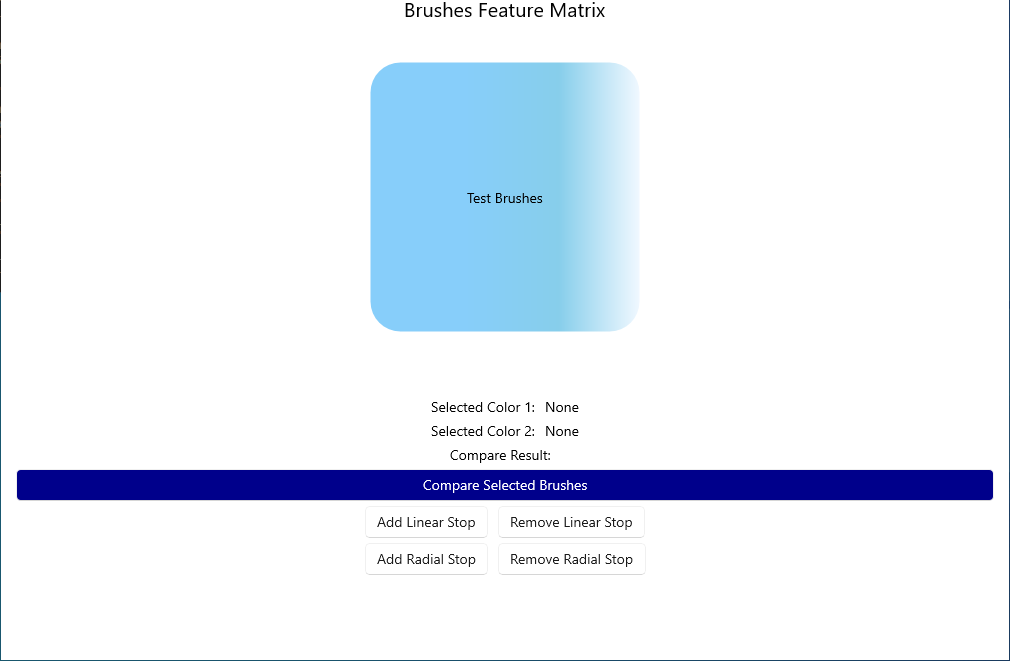 Brushes Feature Matrix
Test Brushes
Selected Color 1: None
Selected Color 2: None
Compare Result:
Compare Selected Brushes
Add Linear Stop Remove Linear Stop
Add Radial Stop Remove Radial Stop